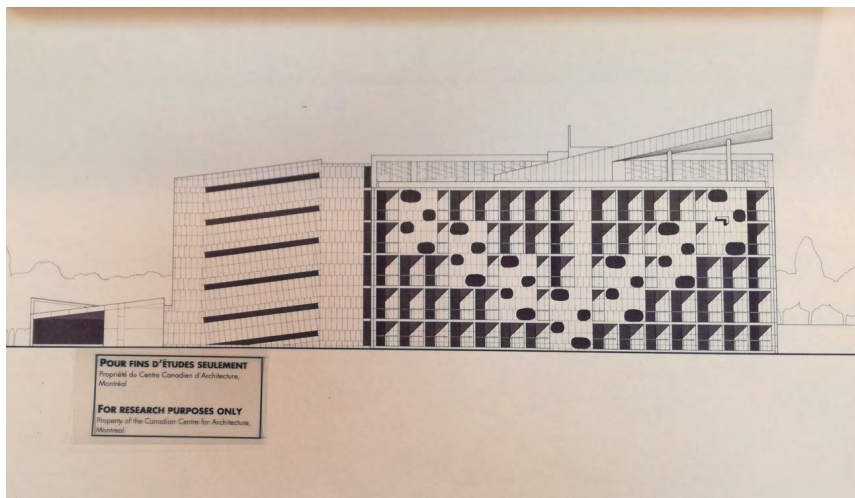 POUR FINS D'ÉTUDES SEULEMENT
Propriété du Centre Canadien d'Architecture,
Montréal
FOR RESEARCH PURPOSES ONLY
Property of the Canadian Centre for Architecture,
Montreal